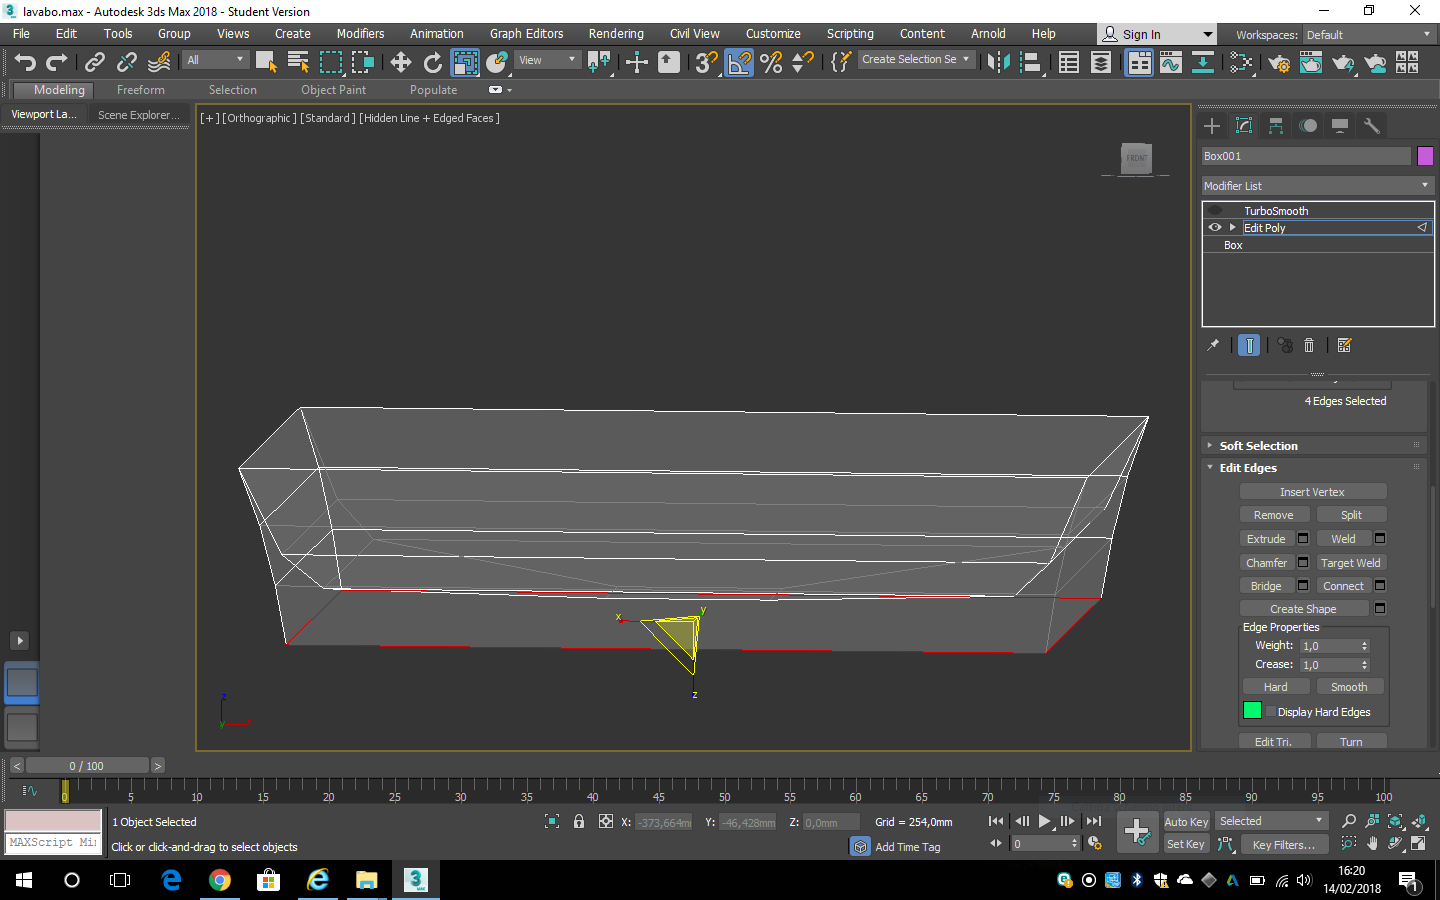 lavabo.max - Autodesk 3ds Max 2018 - Student Version
File Edit Tools Group Views Create Modifiers Animation Graph Editors Rendering Civil View Customize Scripting Content Arnold Help Sign In Workspaces: Default
All View Create Selection Se
Modeling Freeform Selection Object Paint Populate
Viewport La... Scene Explorer...
[+] [Orthographic] [Standard] [Hidden Line + Edged Faces]
FRONT
Box001
Modifier List
TurboSmooth
Edit Poly
Box
4 Edges Selected
Soft Selection
Edit Edges
Insert Vertex
Remove Split
Extrude Weld
Chamfer Target Weld
Bridge Connect
Create Shape
Edge Properties
Weight: 1,0
Crease: 1,0
Hard Smooth
Display Hard Edges
Edit Tri. Turn
x y
z
z
y
< 0 / 100 >
0 5 10 15 20 25 30 35 40 45 50 55 60 65 70 75 80 85 90 95 100
1 Object Selected X: -373,664m Y: -46,428mm Z: 0,0mm Grid = 254,0mm Auto Key Selected
MAXScript Mi Click or click-and-drag to select objects Add Time Tag 0 Set Key Key Filters...
16:20
14/02/2018
1